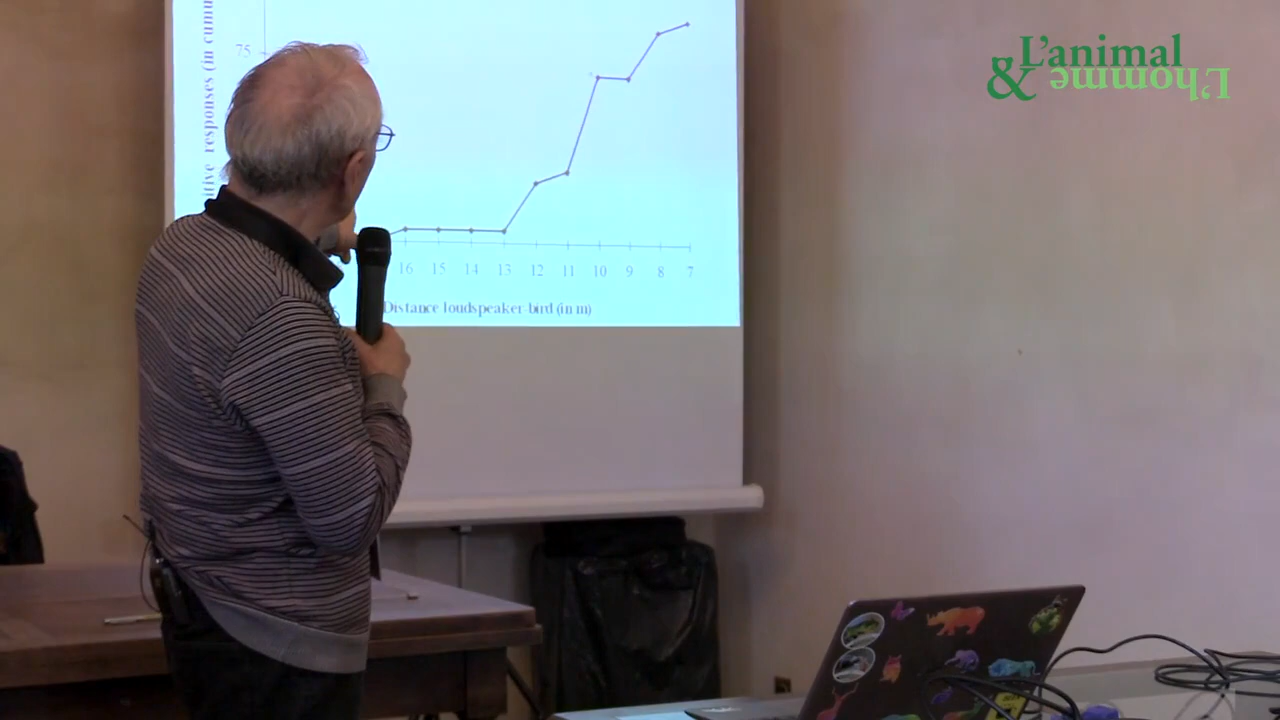 L'animal
&
L'homme
75
itive responses (in cumu
16 15 14 13 12 11 10 9 8 7
Distance loudspeaker-bird (in m)